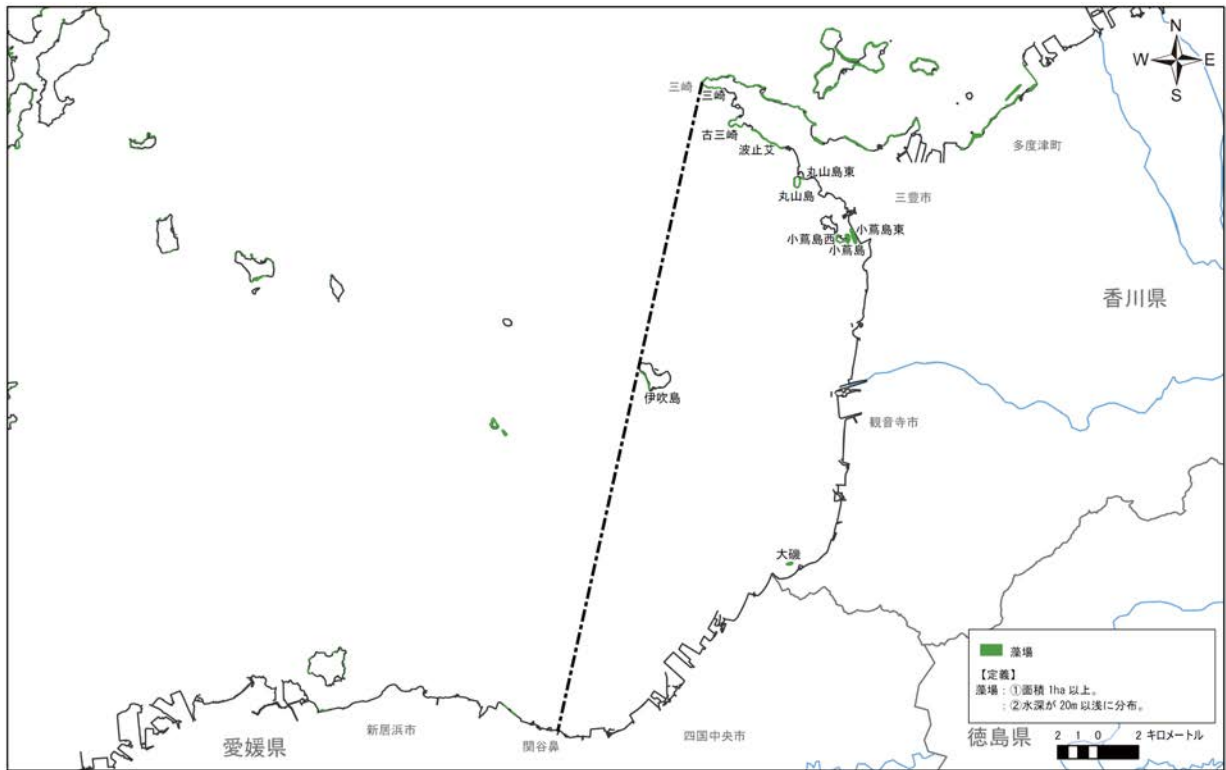 N
W E
S
三崎
三崎
古三崎
波止艾
多度津町
丸山島東
丸山島
三豊市
小蔦島東
小蔦島西
小蔦島
香川県
伊吹島
観音寺市
大磯
藻場
【定義】
藻場：①面積 1ha 以上。
：②水深が 20m 以浅に分布。
新居浜市
関谷鼻
四国中央市
愛媛県
徳島県
2 1 0 2 キロメートル